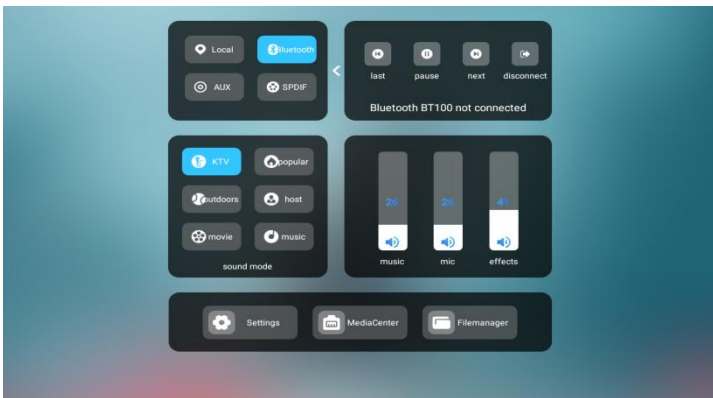 Local
Bluetooth
AUX
SPDIF
last
pause
next
disconnect
Bluetooth BT100 not connected
KTV
popular
outdoors
host
movie
music
sound mode
26
26
41
music
mic
effects
Settings
MediaCenter
Filemanager